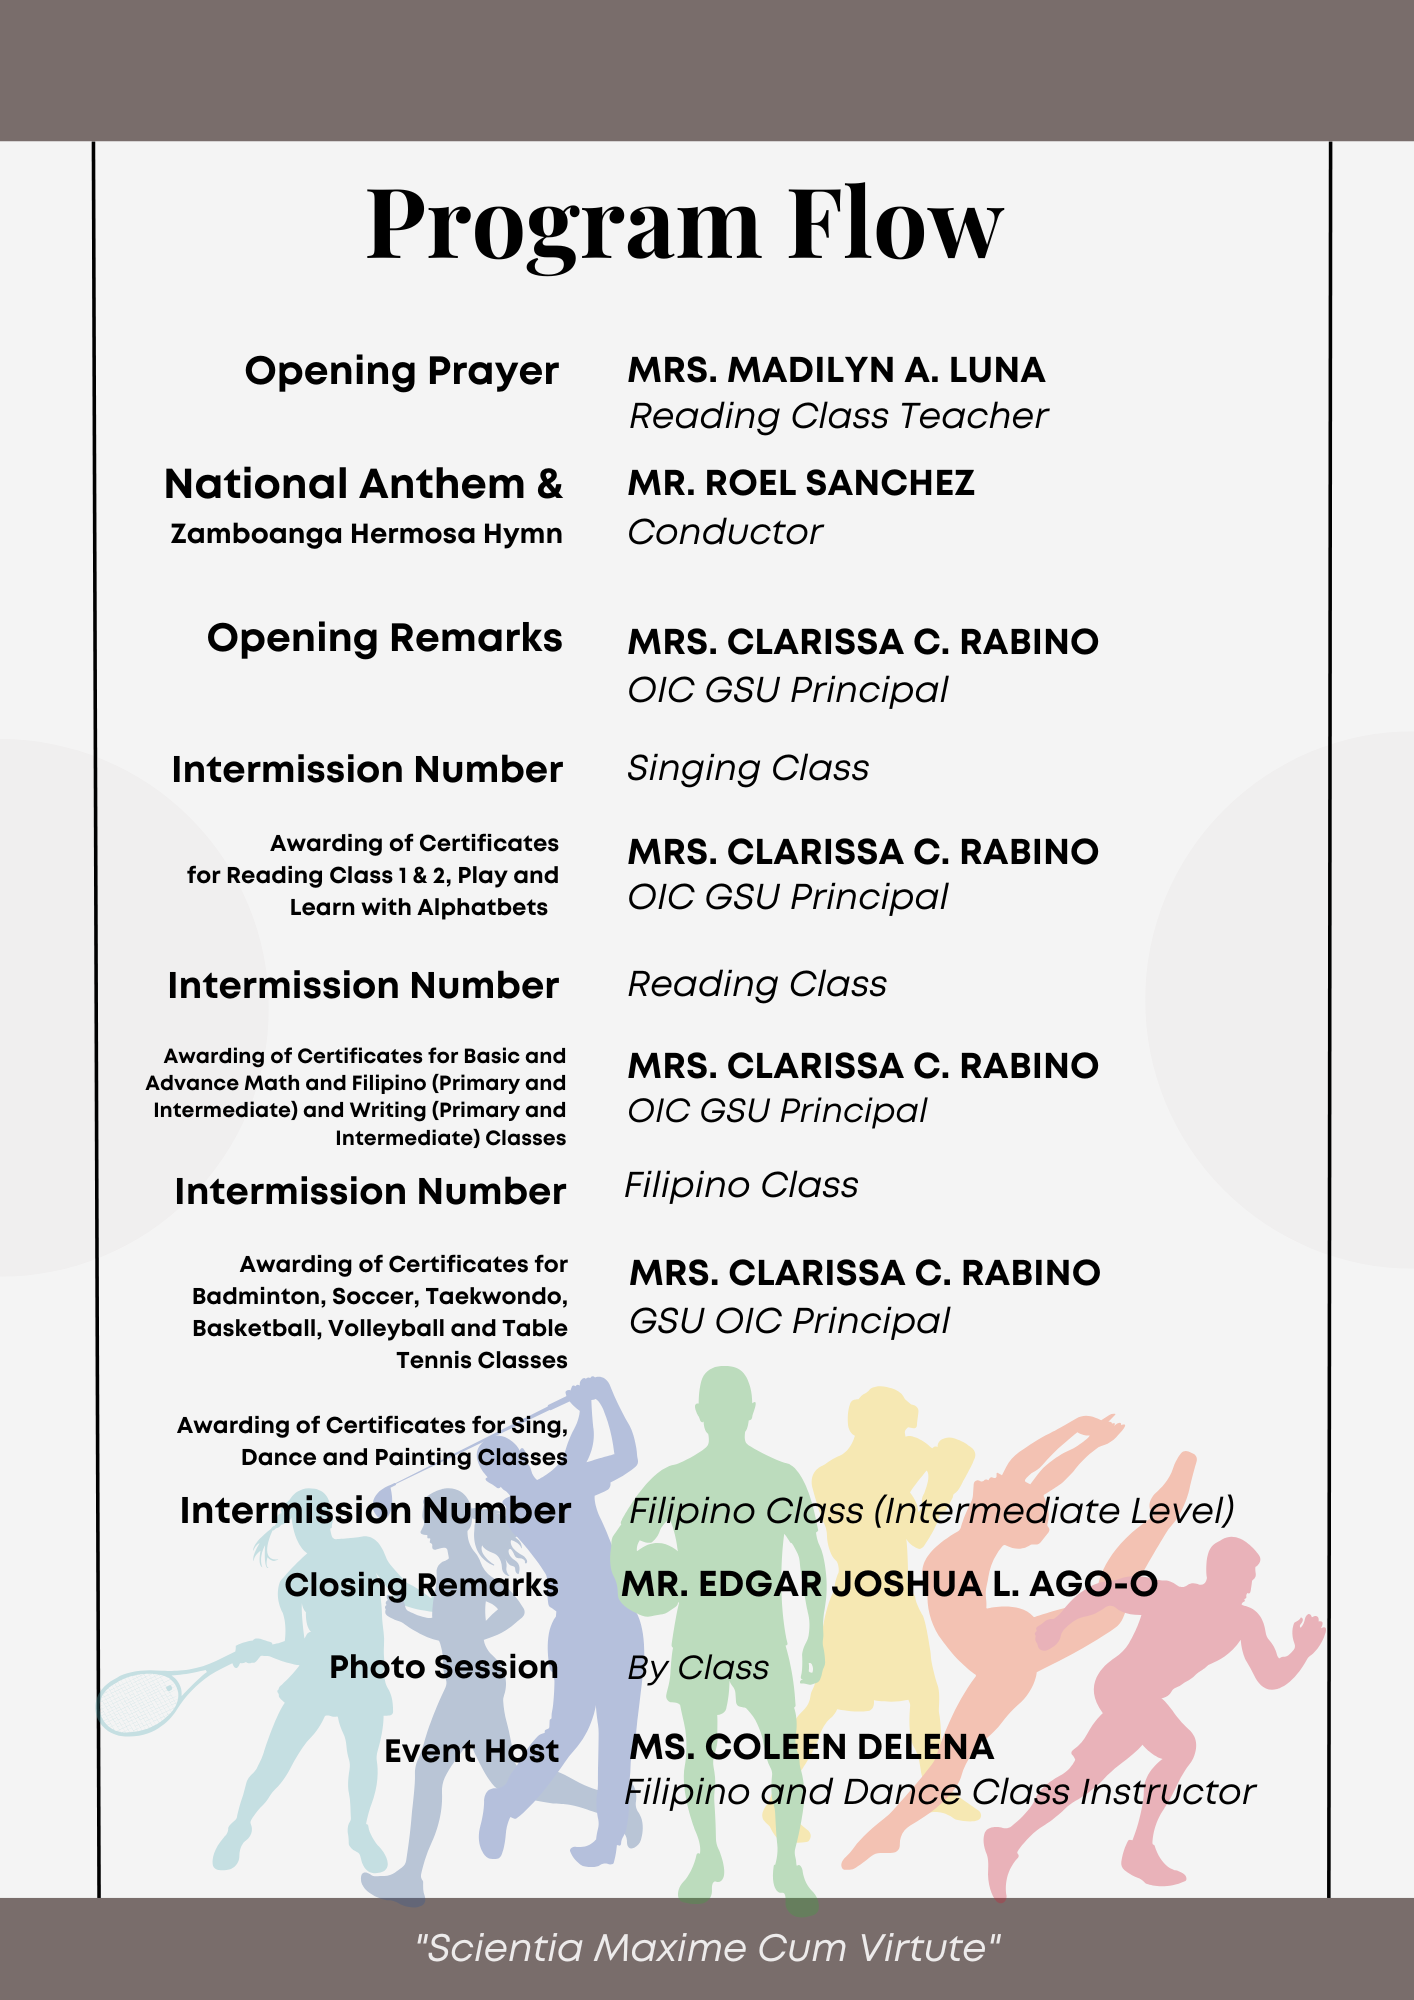 Program Flow
Opening Prayer
MRS. MADILYN A. LUNA
Reading Class Teacher
National Anthem &
Zamboanga Hermosa Hymn
MR. ROEL SANCHEZ
Conductor
Opening Remarks
MRS. CLARISSA C. RABINO
OIC GSU Principal
Intermission Number
Singing Class
Awarding of Certificates
for Reading Class 1 & 2, Play and
Learn with Alphatbets
MRS. CLARISSA C. RABINO
OIC GSU Principal
Intermission Number
Reading Class
Awarding of Certificates for Basic and
Advance Math and Filipino (Primary and
Intermediate) and Writing (Primary and
Intermediate) Classes
MRS. CLARISSA C. RABINO
OIC GSU Principal
Intermission Number
Filipino Class
Awarding of Certificates for
Badminton, Soccer, Taekwondo,
Basketball, Volleyball and Table
Tennis Classes
MRS. CLARISSA C. RABINO
GSU OIC Principal
Awarding of Certificates for Sing,
Dance and Painting Classes
Intermission Number
Filipino Class (Intermediate Level)
Closing Remarks
MR. EDGAR JOSHUA L. AGO-O
Photo Session
By Class
Event Host
MS. COLEEN DELENA
Filipino and Dance Class Instructor
"Scientia Maxime Cum Virtute"